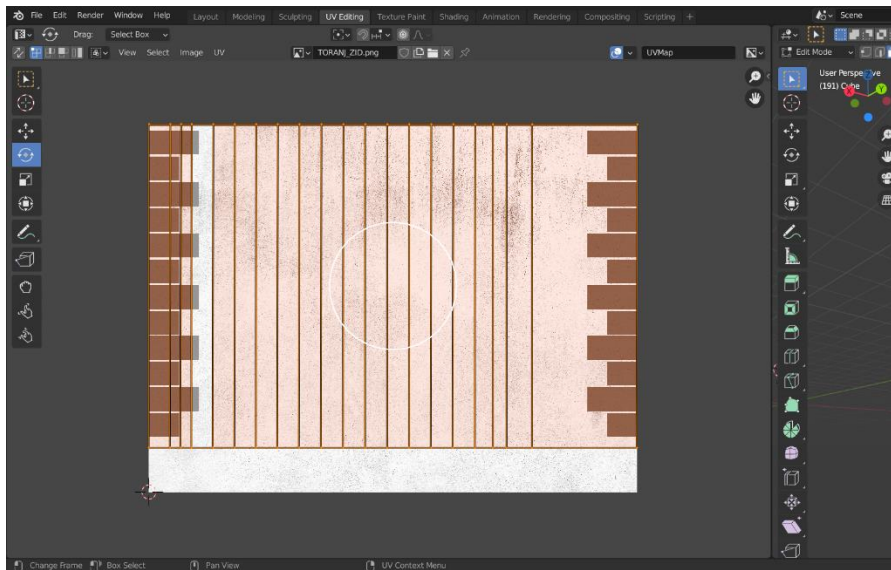 File Edit Render Window Help Layout Modeling Sculpting UV Editing Texture Paint Shading Animation Rendering Compositing Scripting + Scene
Drag: Select Box
View Select Image UV TORANJ_ZID.png UVMap Edit Mode
User Perspective
(191) Cube
X Y
Change Frame Box Select Pan View UV Context Menu